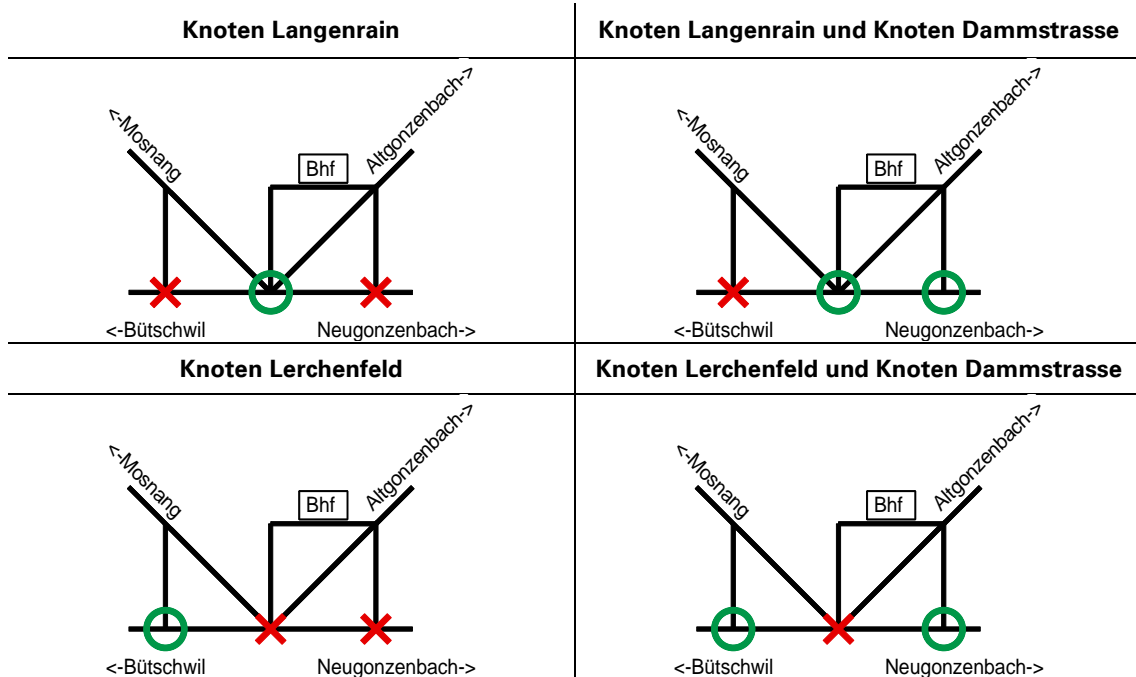 Knoten Langenrain
Knoten Langenrain und Knoten Dammstrasse
<-Mosnang
Bhf
Altgonzenbach->
<-Bütschwil
Neugonzenbach->
<-Mosnang
Bhf
Altgonzenbach->
<-Bütschwil
Neugonzenbach->
Knoten Lerchenfeld
Knoten Lerchenfeld und Knoten Dammstrasse
<-Mosnang
Bhf
Altgonzenbach->
<-Bütschwil
Neugonzenbach->
<-Mosnang
Bhf
Altgonzenbach->
<-Bütschwil
Neugonzenbach->